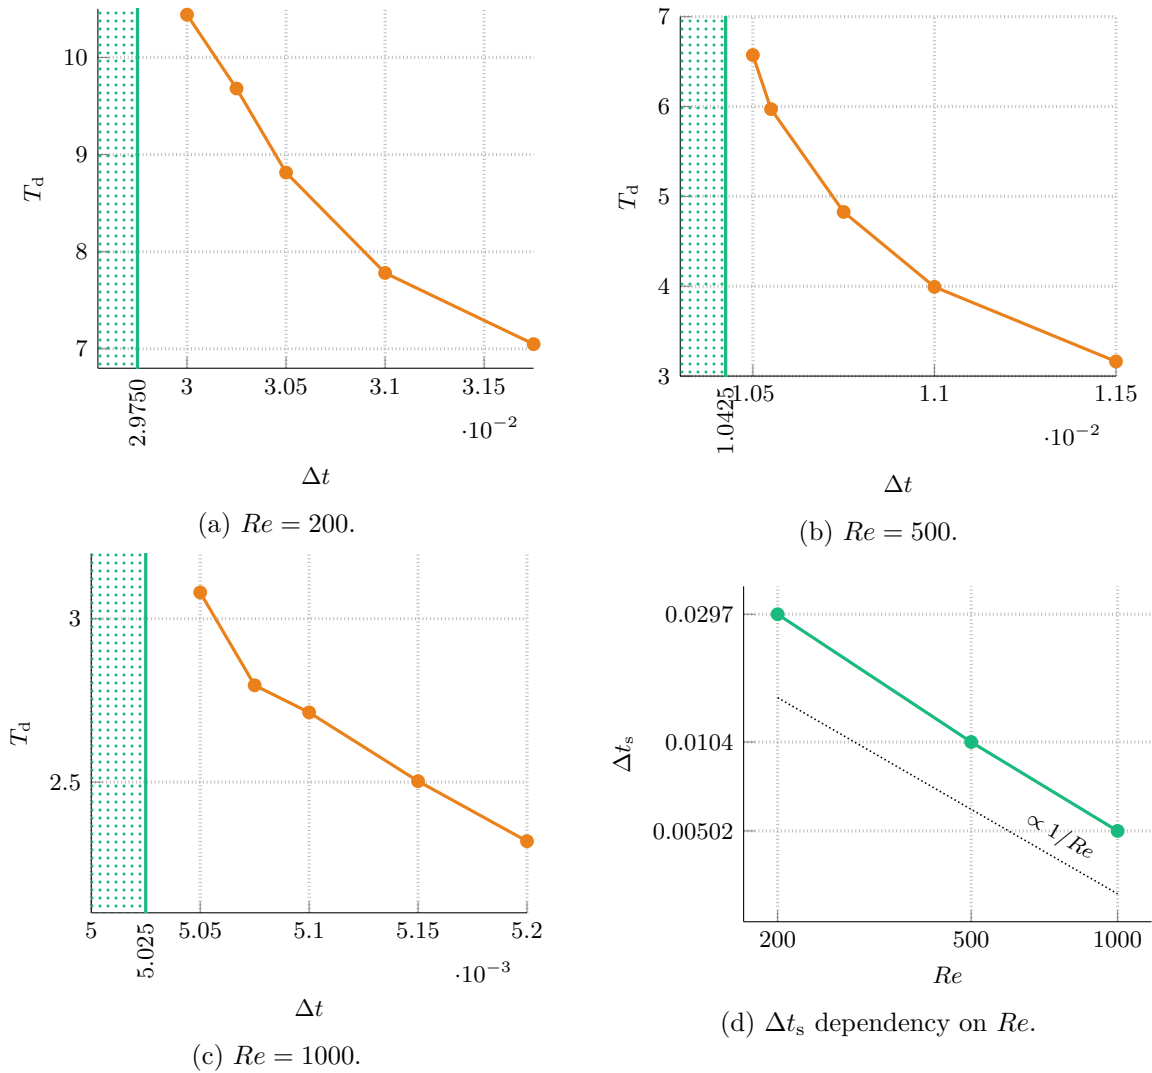 10
9
8
7
T_d
2.9750
3
3.05
3.1
3.15
·10⁻²
Δt
(a) Re = 200.
7
6
5
4
3
T_d
1.0425
1.05
1.1
1.15
·10⁻²
Δt
(b) Re = 500.
3
2.5
T_d
5
5.025
5.05
5.1
5.15
5.2
·10⁻³
Δt
(c) Re = 1000.
0.0297
0.0104
0.00502
Δt_s
∝ 1/Re
200
500
1000
Re
(d) Δt_s dependency on Re.